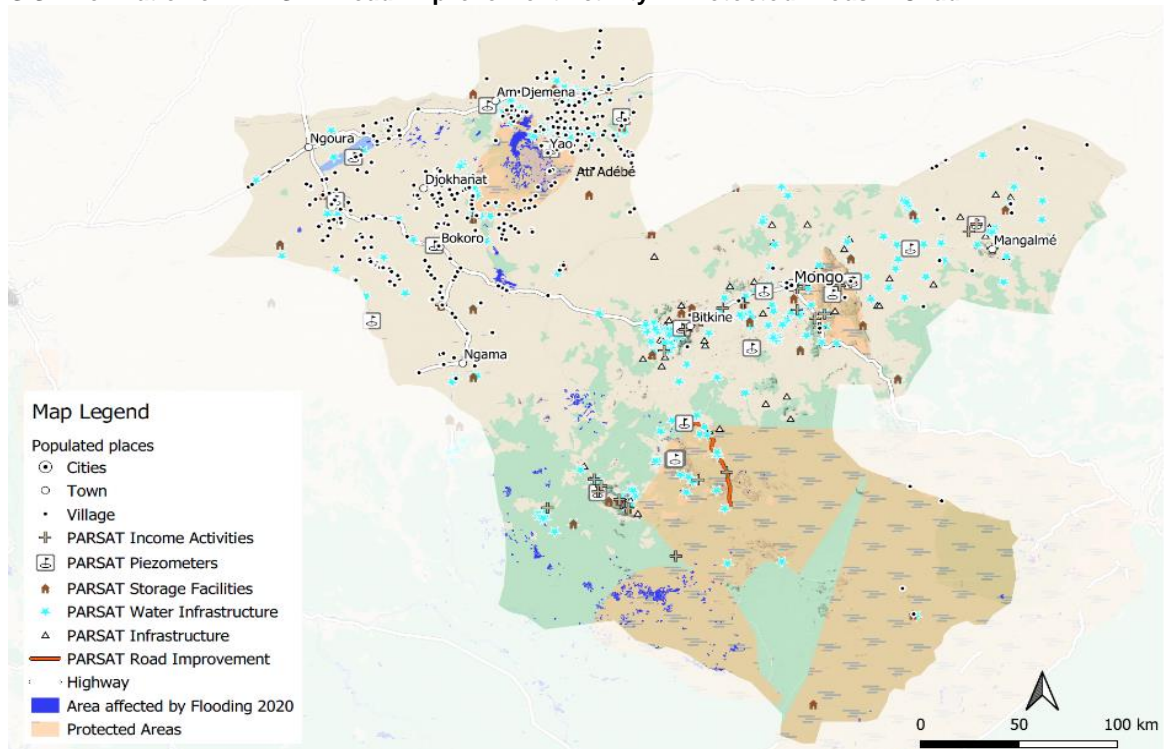 Am Djemena
Ngoura
Yao
Ati Adébé
Djokhanat
Bokoro
Mangalmé
Mongo
Bitkine
Ngama
Map Legend
Populated places
Cities
Town
Village
PARSAT Income Activities
PARSAT Piezometers
PARSAT Storage Facilities
PARSAT Water Infrastructure
PARSAT Infrastructure
PARSAT Road Improvement
Highway
Area affected by Flooding 2020
Protected Areas
0 50 100 km